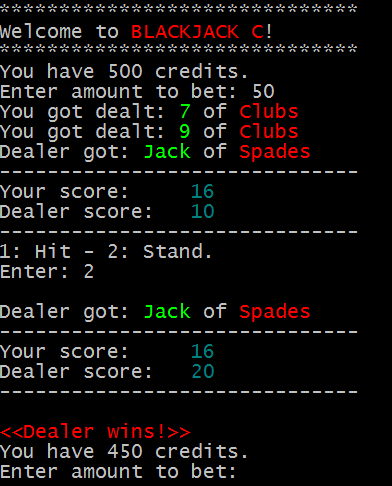 ******************************
Welcome to BLACKJACK C!
******************************
You have 500 credits.
Enter amount to bet: 50
You got dealt: 7 of Clubs
You got dealt: 9 of Clubs
Dealer got: Jack of Spades
------------------------------
Your score:     16
Dealer score:   10
------------------------------
1: Hit - 2: Stand.
Enter: 2
Dealer got: Jack of Spades
------------------------------
Your score:     16
Dealer score:   20
------------------------------
<<Dealer wins!>>
You have 450 credits.
Enter amount to bet: